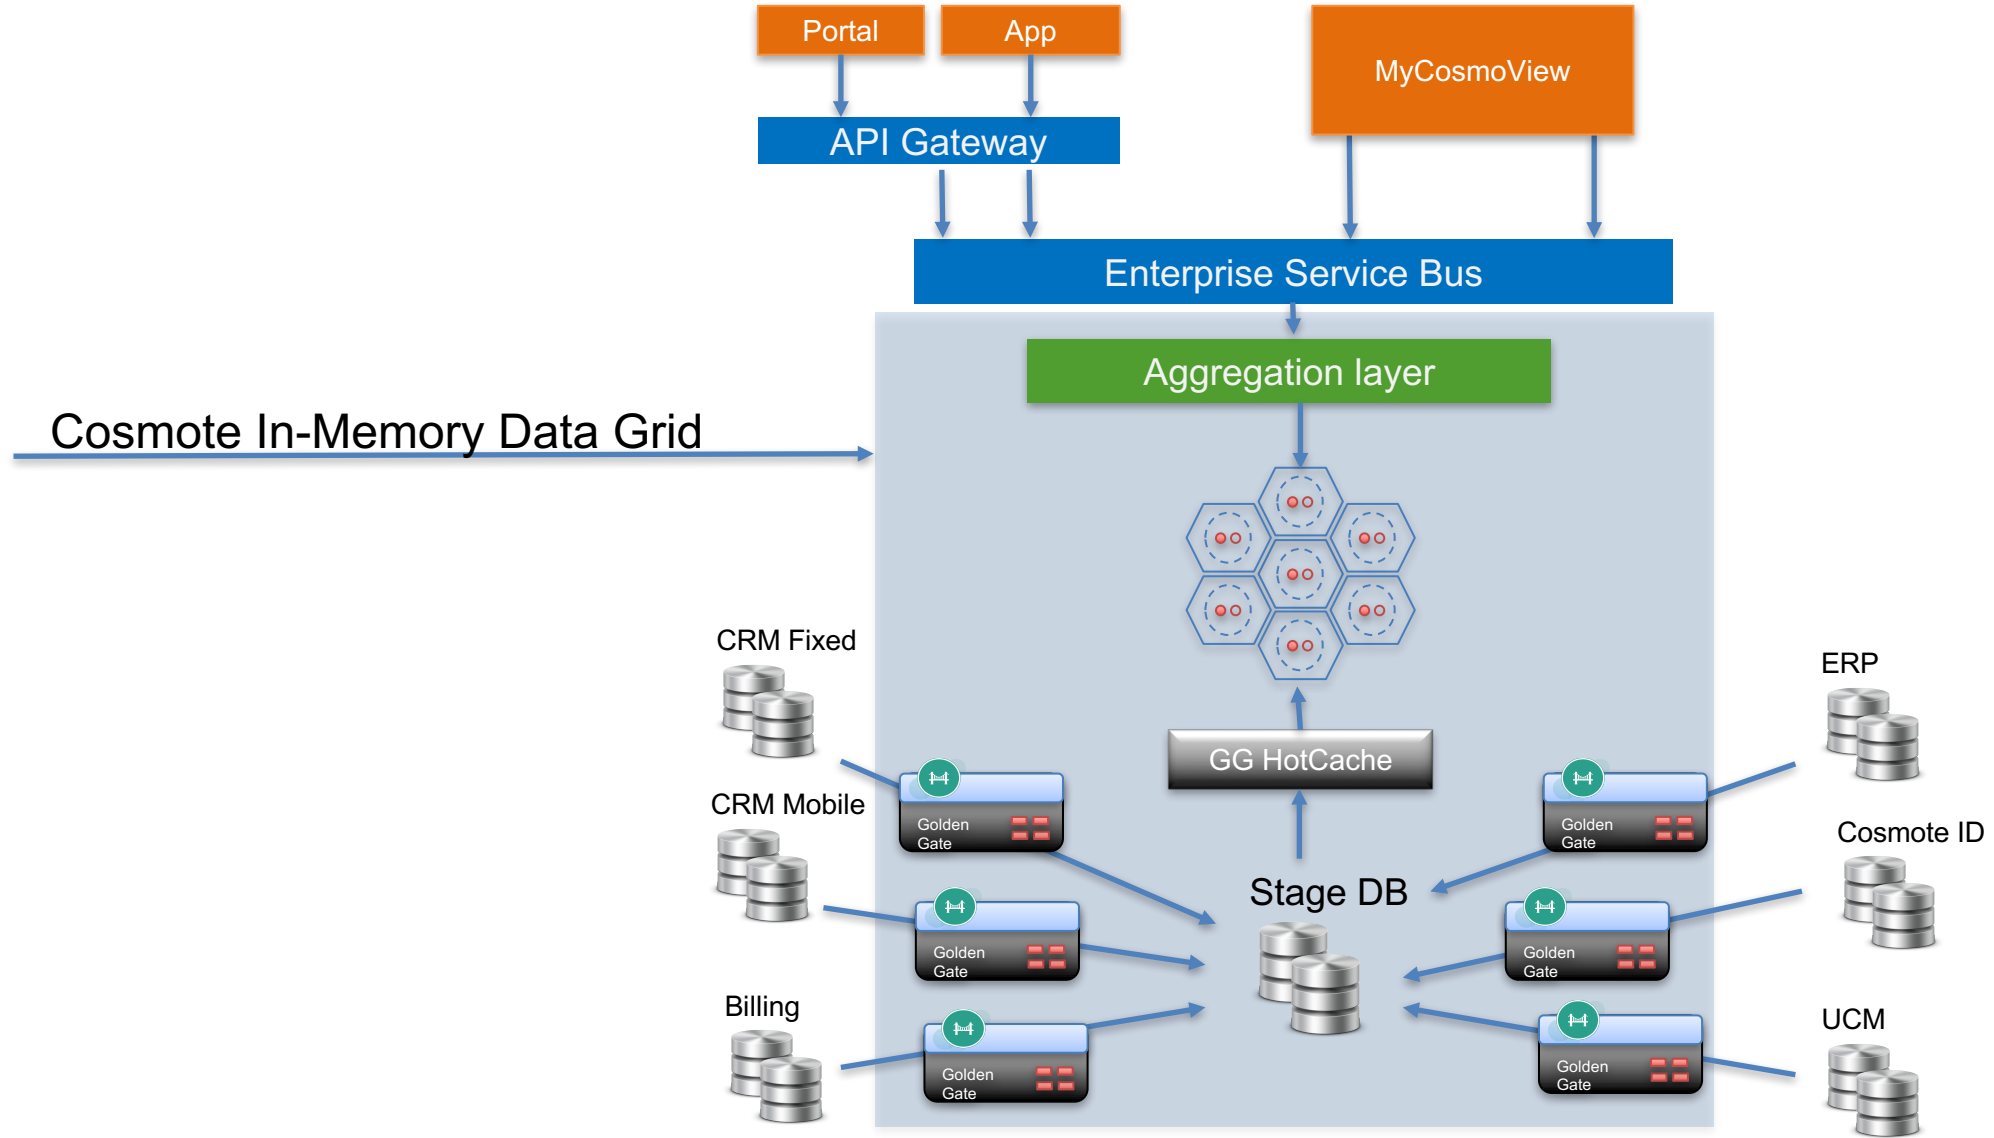 Portal
App
MyCosmoView
API Gateway
Enterprise Service Bus
Aggregation layer
Cosmote In-Memory Data Grid
CRM Fixed
ERP
GG HotCache
CRM Mobile
Golden
Gate
Golden
Gate
Cosmote ID
Stage DB
Golden
Gate
Golden
Gate
Billing
UCM
Golden
Gate
Golden
Gate